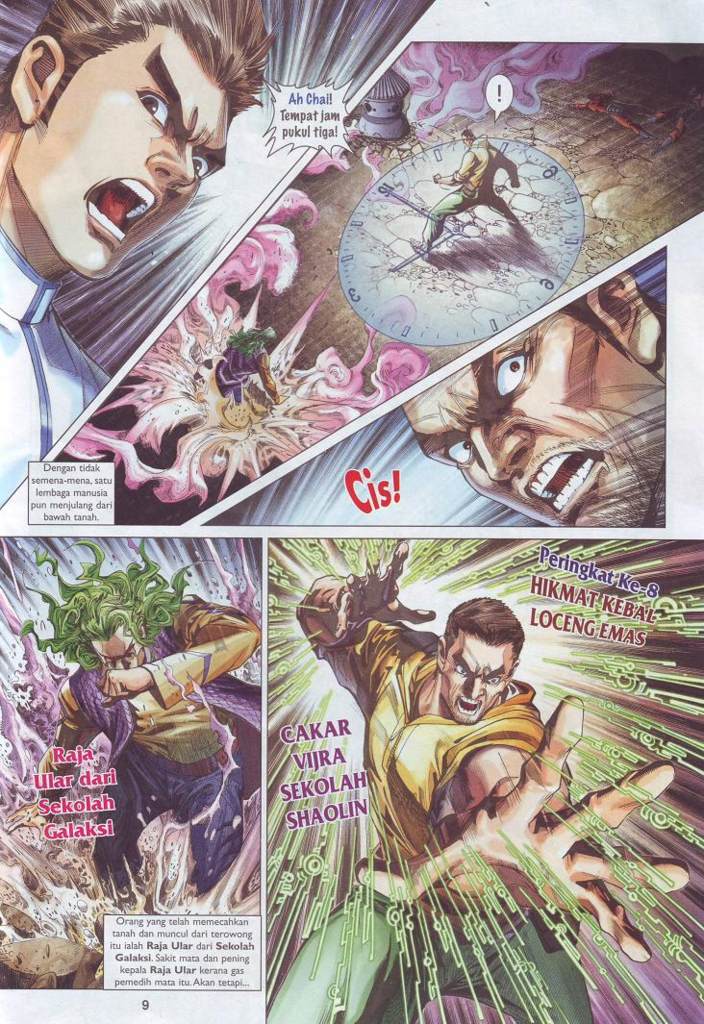 Ah Chai!
Tempat jam
pukul tiga!
!
Dengan tidak
semena-mena, satu
lembaga manusia
pun menjulang dari
bawah tanah.
Cis!
Raja
Ular dari
Sekolah
Galaksi
Orang yang telah memecahkan
tanah dan muncul dari terowong
itu ialah Raja Ular dari Sekolah
Galaksi. Sakit mata dan pening
kepala Raja Ular kerana gas
pemedih mata itu. Akan tetapi...
Peringkat Ke-8
HIKMAT KEBAL
LOCENG EMAS
CAKAR
VIJRA
SEKOLAH
SHAOLIN
9